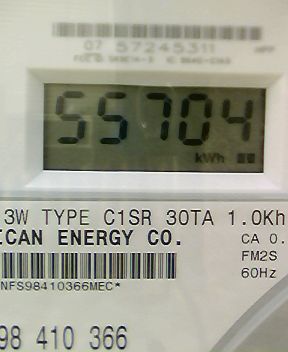 07 57245311
55704
kWh
3W TYPE C1SR 30TA 1.0Kh
ICAN ENERGY CO.
CA 0.
FM2S
60Hz
NFS98410366MEC*
98 410 366